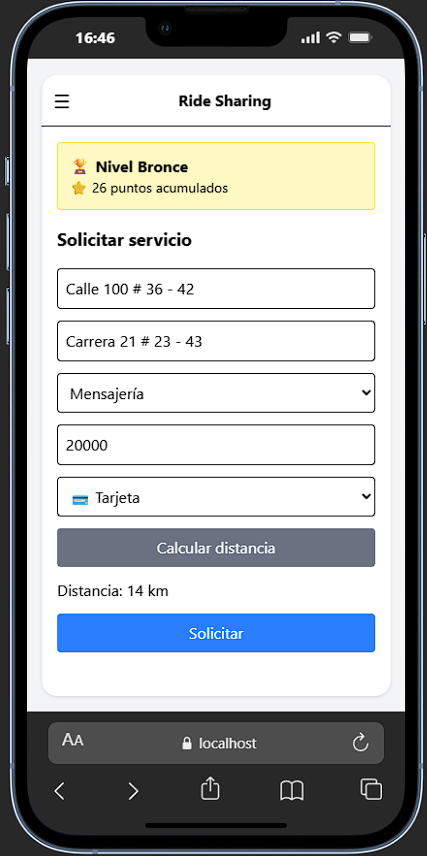 16:46
Ride Sharing
Nivel Bronce
26 puntos acumulados
Solicitar servicio
Calle 100 # 36 - 42
Carrera 21 # 23 - 43
Mensajería
20000
Tarjeta
Calcular distancia
Distancia: 14 km
Solicitar
AA
localhost